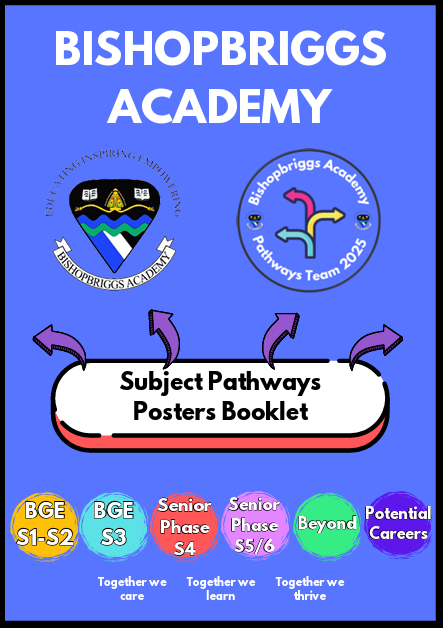 BISHOPBRIGGS
ACADEMY
EDUCATING INSPIRING EMPOWERING
BISHOPBRIGGS ACADEMY
Bishopbriggs Academy
Pathways Team 2025
Subject Pathways
Posters Booklet
BGE
S1-S2
BGE
S3
Senior
Phase
S4
Senior
Phase
S5/6
Beyond
Potential
Careers
Together we
care
Together we
learn
Together we
thrive